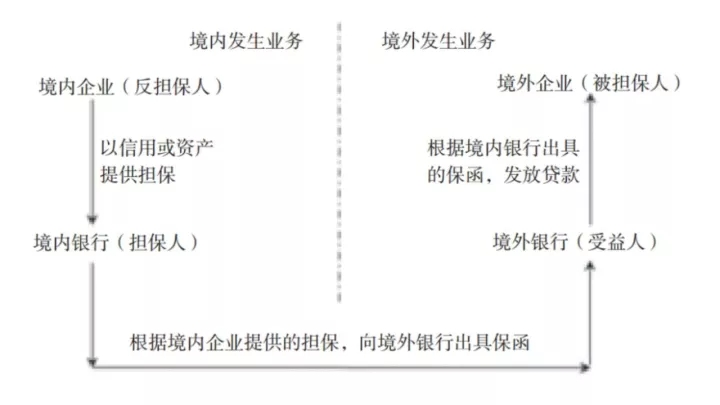 境内发生业务
境外发生业务
境内企业（反担保人）
境外企业（被担保人）
以信用或资产
提供担保
根据境内银行出具
的保函，发放贷款
境内银行（担保人）
境外银行（受益人）
根据境内企业提供的担保，向境外银行出具保函